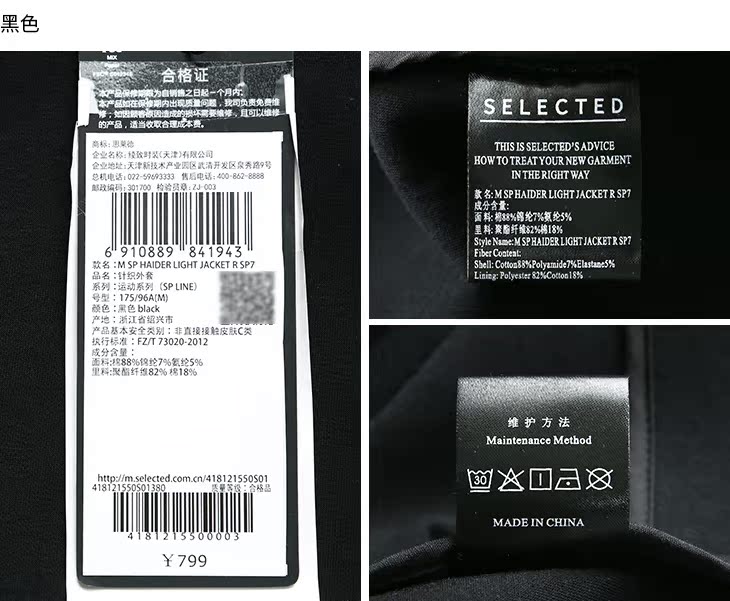 黑色
MIX
合格证
本产品保修期限为自销售之日起一个月内。
本产品如在保修期内出现质量问题，我司负责免费维
修；如因顾客原因造成的损坏需要维修，且可以维修
的产品，适当收取合理成本费。
商标：思莱德
企业名称：绫致时装(天津)有限公司
企业地址：天津新技术产业园区武清开发区泉秀路9号
总机电话：022-59693333 售后电话：400-862-8888
邮政编码：301700 检验员章：ZJ-003
6 910889 841943
款名：M SP HAIDER LIGHT JACKET R SP7
品名：针织外套
系列：运动系列（SP LINE）
号型：175/96A(M)
颜色：黑色 black
产地：浙江省绍兴市
产品基本安全类别：非直接接触皮肤C类
执行标准：FZ/T 73020-2012
成分含量：
面料:棉88%锦纶7%氨纶5%
里料:聚酯纤维82% 棉18%
http://m.selected.com.cn/418121550S01
418121550S01380 质量等级：合格品
4181215500003
￥799
SELECTED
THIS IS SELECTED'S ADVICE
HOW TO TREAT YOUR NEW GARMENT
IN THE RIGHT WAY
款名: M SP HAIDER LIGHT JACKET R SP7
成分含量:
面料: 棉88%锦纶7%氨纶5%
里料: 聚酯纤维82%棉18%
Style Name: M SP HAIDER LIGHT JACKET R SP7
Fiber Content:
Shell: Cotton88%Polyamide7%Elastane5%
Lining: Polyester 82%Cotton18%
维护方法
Maintenance Method
30
MADE IN CHINA